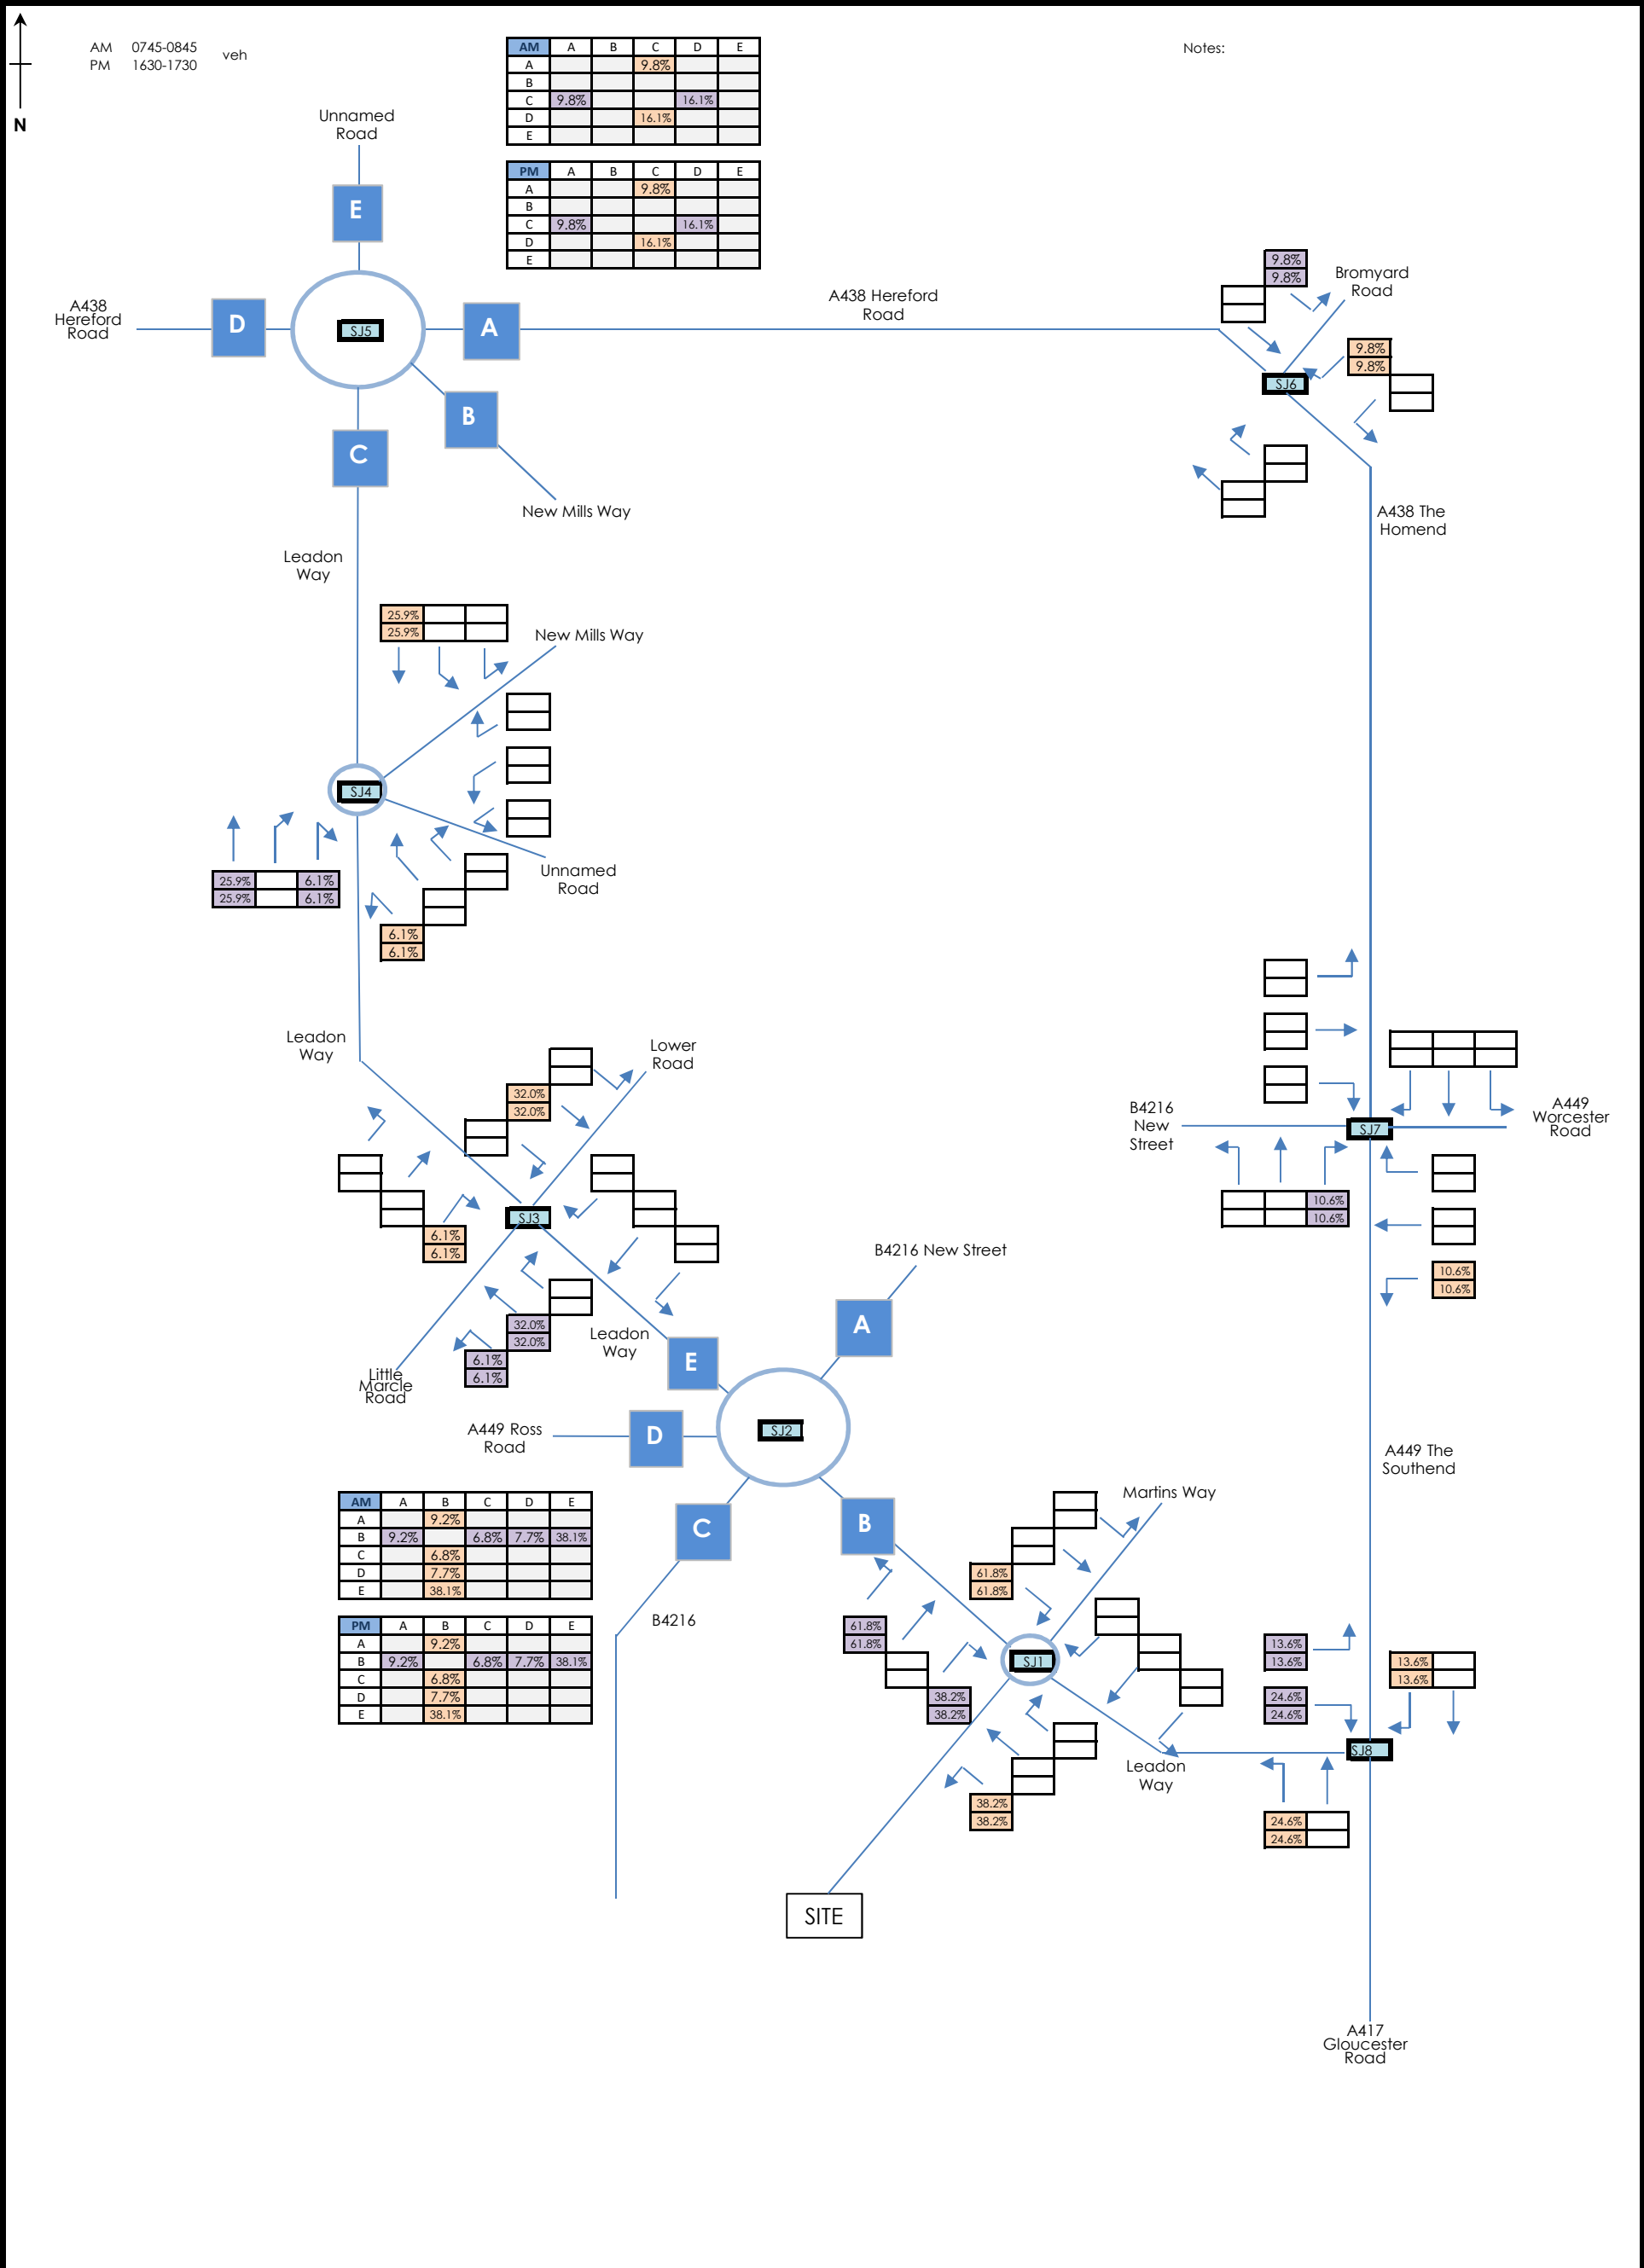 AM 0745-0845 veh
PM 1630-1730
N
Notes:
AM A B C D E
A 9.8%
B
C 9.8% 16.1%
D 16.1%
E
PM A B C D E
A 9.8%
B
C 9.8% 16.1%
D 16.1%
E
Unnamed
Road
E
A438
Hereford
Road
D
SJ5
A
B
C
New Mills Way
A438 Hereford
Road
9.8%
9.8%
Bromyard
Road
9.8%
9.8%
SJ6
A438 The
Homend
Leadon
Way
25.9%
25.9%
New Mills Way
SJ4
Unnamed
Road
25.9% 6.1%
25.9% 6.1%
6.1%
6.1%
Leadon
Way
Lower
Road
32.0%
32.0%
SJ3
6.1%
6.1%
32.0%
32.0%
6.1%
6.1%
Leadon
Way
Little
Marcle
Road
B4216
New
Street
SJ7
A449
Worcester
Road
10.6%
10.6%
10.6%
10.6%
B4216 New Street
A
E
D
SJ2
A449 Ross
Road
C
B
A449 The
Southend
AM A B C D E
A 9.2%
B 9.2% 6.8% 7.7% 38.1%
C 6.8%
D 7.7%
E 38.1%
PM A B C D E
A 9.2%
B 9.2% 6.8% 7.7% 38.1%
C 6.8%
D 7.7%
E 38.1%
B4216
Martins Way
61.8%
61.8%
61.8%
61.8%
SJ1
38.2%
38.2%
38.2%
38.2%
Leadon
Way
13.6%
13.6%
24.6%
24.6%
13.6%
13.6%
SJ8
24.6%
24.6%
SITE
A417
Gloucester
Road